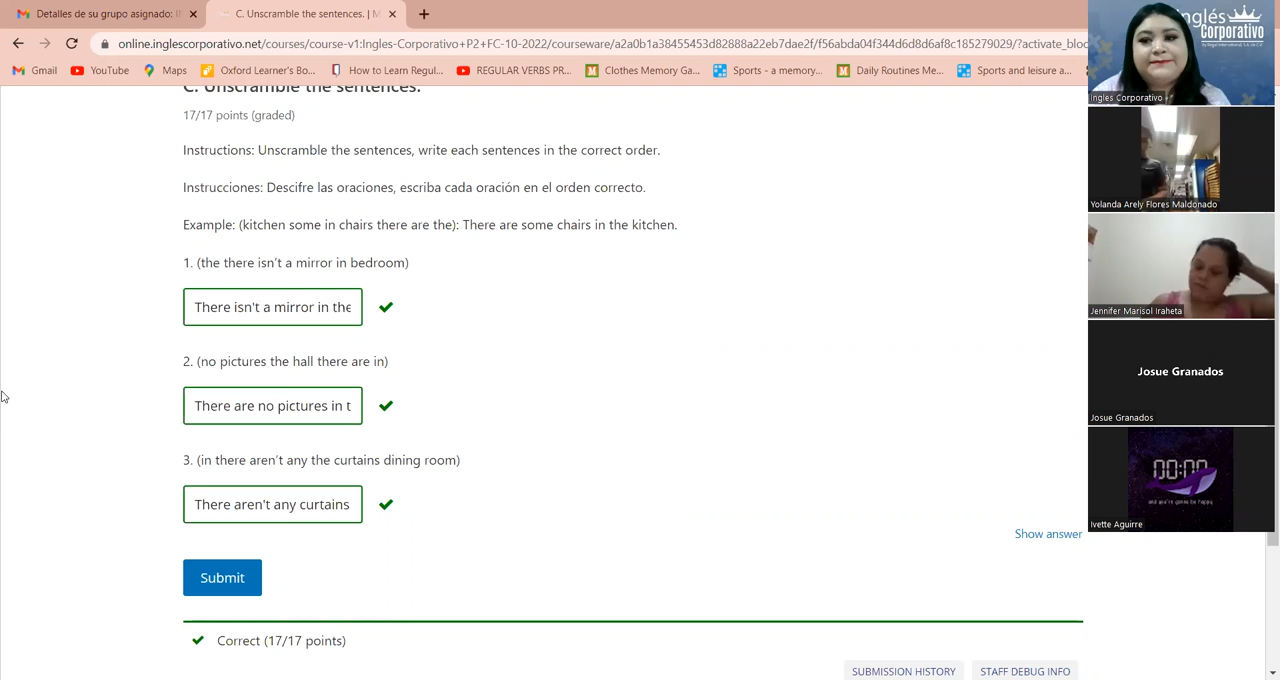 Detalles de su grupo asignado: I
C. Unscramble the sentences. | M
online.inglescorporativo.net/courses/course-v1:Ingles-Corporativo+P2+FC-10-2022/courseware/a2a0b1a38455453d82888a22eb7dae2f/f56abda04f344d6d8d6af8c185279029/?activate_bloc
Gmail
YouTube
Maps
Oxford Learner's Bo...
How to Learn Regul...
REGULAR VERBS PR...
Clothes Memory Ga...
Sports - a memory...
Daily Routines Me...
Sports and leisure a...
C. Unscramble the sentences.
17/17 points (graded)
Instructions: Unscramble the sentences, write each sentences in the correct order.
Instrucciones: Descifre las oraciones, escriba cada oración en el orden correcto.
Example: (kitchen some in chairs there are the): There are some chairs in the kitchen.
1. (the there isn't a mirror in bedroom)
There isn't a mirror in the
2. (no pictures the hall there are in)
There are no pictures in t
3. (in there aren't any the curtains dining room)
There aren't any curtains
Show answer
Submit
Correct (17/17 points)
SUBMISSION HISTORY
STAFF DEBUG INFO
Inglés
Corporativo
Ingles Corporativo
Yolanda Arely Flores Maldonado
Jennifer Marisol Iraheta
Josue Granados
Josue Granados
00:00
and we're gonna be happy
Ivette Aguirre